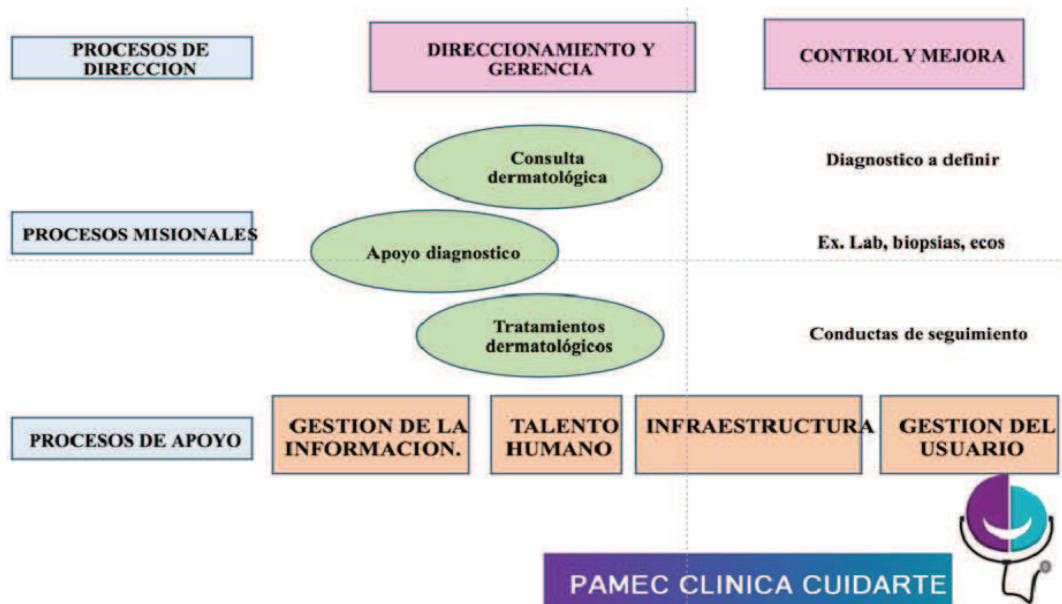 PROCESOS DE
DIRECCION
DIRECCIONAMIENTO Y
GERENCIA
CONTROL Y MEJORA
Consulta
dermatológica
Diagnostico a definir
PROCESOS MISIONALES
Apoyo diagnostico
Ex. Lab, biopsias, ecos
Tratamientos
dermatológicos
Conductas de seguimiento
PROCESOS DE APOYO
GESTION DE LA
INFORMACION.
TALENTO
HUMANO
INFRAESTRUCTURA
GESTION DEL
USUARIO
PAMEC CLINICA CUIDARTE